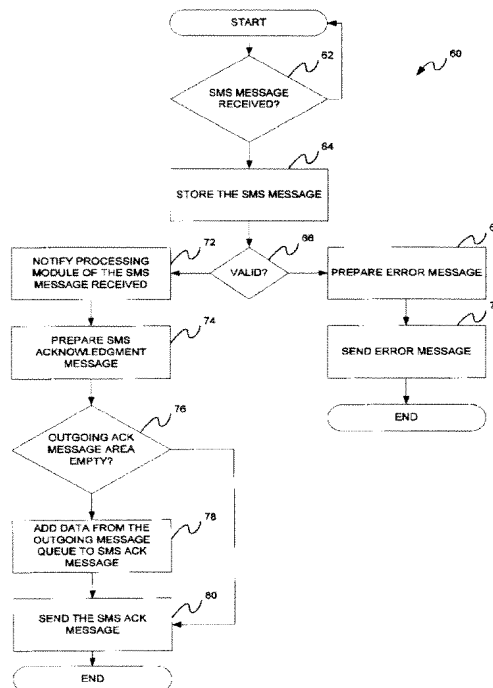 START
62
60
SMS MESSAGE
RECEIVED?
64
STORE THE SMS MESSAGE
72
66
6
NOTIFY PROCESSING
MODULE OF THE SMS
MESSAGE RECEIVED
VALID?
PREPARE ERROR MESSAGE
74
7
PREPARE SMS
ACKNOWLEDGMENT
MESSAGE
SEND ERROR MESSAGE
76
END
OUTGOING ACK
MESSAGE AREA
EMPTY?
78
ADD DATA FROM THE
OUTGOING MESSAGE
QUEUE TO SMS ACK
MESSAGE
80
SEND THE SMS ACK
MESSAGE
END